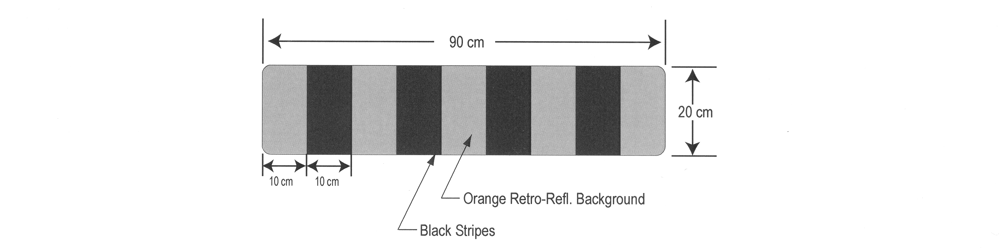 90 cm
20 cm
10 cm
10 cm
Orange Retro-Refl. Background
Black Stripes